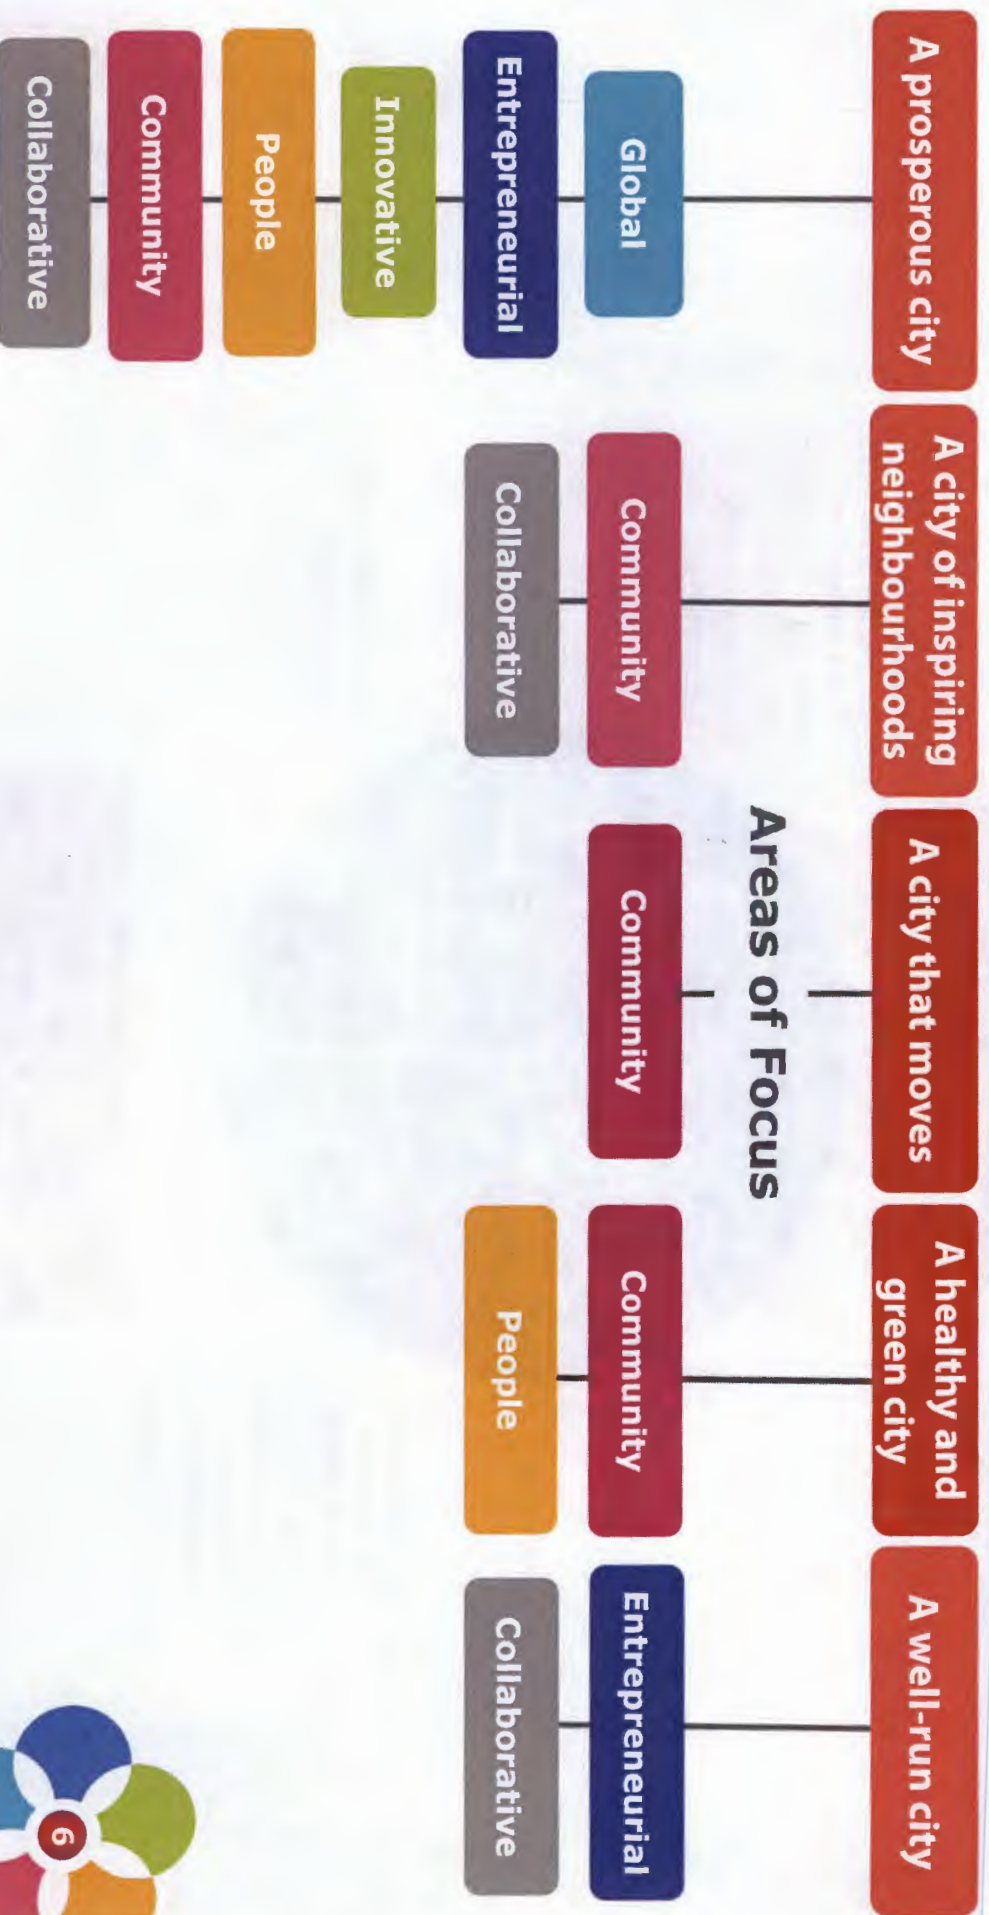 A prosperous city
A city of inspiring
neighbourhoods
A city that moves
A healthy and
green city
A well-run city
Areas of Focus
Global
Entrepreneurial
Innovative
People
Community
Collaborative
Community
Collaborative
Community
Community
People
Entrepreneurial
Collaborative
6